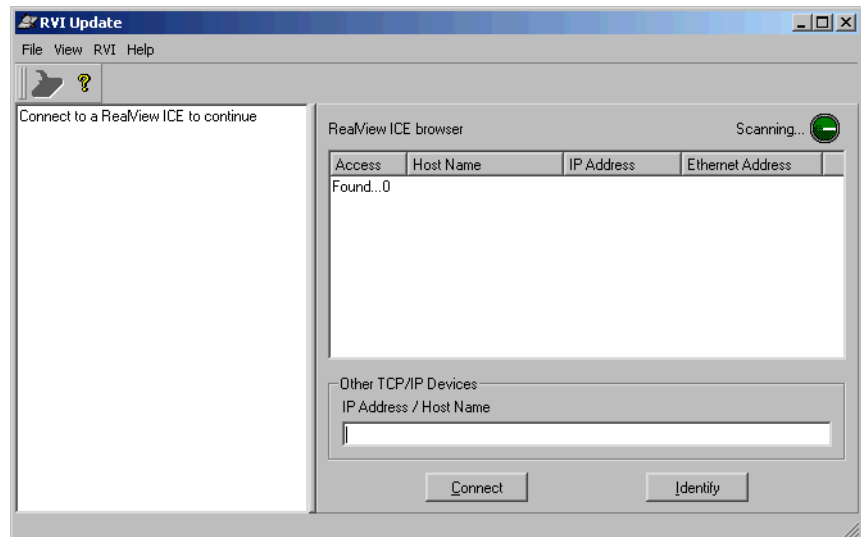 RVI Update
File View RVI Help
Connect to a RealView ICE to continue
RealView ICE browser
Scanning...
Access Host Name IP Address Ethernet Address
Found...0
Other TCP/IP Devices
IP Address / Host Name
Connect Identify